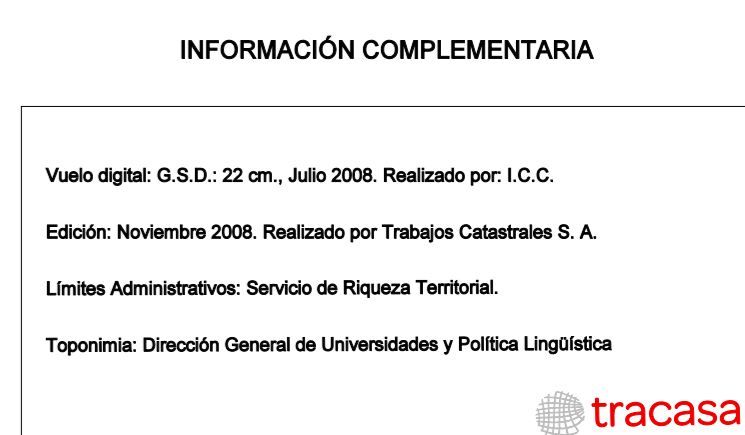 INFORMACIÓN COMPLEMENTARIA
Vuelo digital: G.S.D.: 22 cm., Julio 2008. Realizado por: I.C.C.
Edición: Noviembre 2008. Realizado por Trabajos Catastrales S. A.
Límites Administrativos: Servicio de Riqueza Territorial.
Toponimia: Dirección General de Universidades y Política Lingüística
tracasa